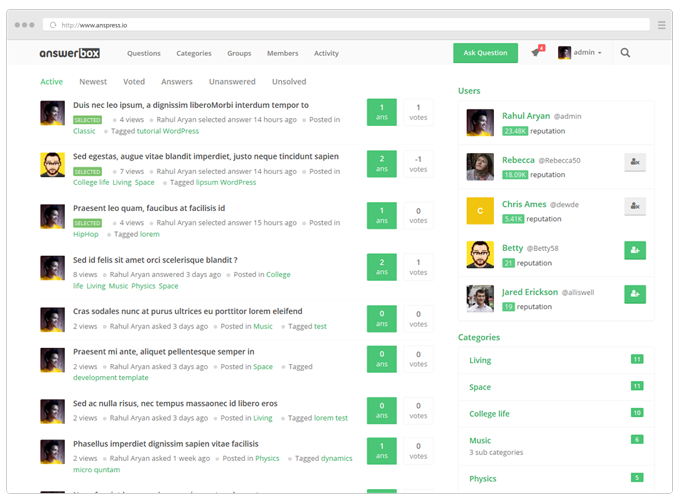 http://www.anspress.io
answerbox Questions Categories Groups Members Activity Ask Question 4 admin
Active Newest Voted Answers Unanswered Unsolved
Duis nec leo ipsum, a dignissim liberoMorbi interdum tempor to
SELECTED 4 views Rahul Aryan selected answer 14 hours ago Posted in
Classic Tagged tutorial WordPress
1 ans
1 votes
Sed egestas, augue vitae blandit imperdiet, justo neque tincidunt sapien
SELECTED 7 views Rahul Aryan selected answer 14 hours ago Posted in
College life Living Space Tagged lipsum WordPress
2 ans
-1 votes
Praesent leo quam, faucibus at facilisis id
SELECTED 4 views Rahul Aryan selected answer 15 hours ago Posted in
HipHop Tagged lorem
1 ans
0 votes
Sed id felis sit amet orci scelerisque blandit ?
8 views Rahul Aryan answered 3 days ago Posted in College
life Living Music Physics Space
2 ans
1 votes
Cras sodales nunc at purus ultrices eu porttitor lorem eleifend
2 views Rahul Aryan asked 3 days ago Posted in Music Tagged test
0 ans
0 votes
Praesent mi ante, aliquet pellentesque semper in
2 views Rahul Aryan asked 3 days ago Posted in Space Tagged
development template
0 ans
0 votes
Sed ac nulla risus, nec tempus massaonec id libero eros
2 views Rahul Aryan asked 3 days ago Posted in Living Tagged lorem test
0 ans
0 votes
Phasellus imperdiet dignissim sapien vitae facilisis
2 views Rahul Aryan asked 1 week ago Posted in Physics Tagged dynamics
micro quntam
1 ans
0 votes
Users
Rahul Aryan @admin
23.48K reputation
Rebecca @Rebecca50
18.09K reputation
C
Chris Ames @dewde
5.41K reputation
Betty @Betty58
21 reputation
Jared Erickson @alliswell
19 reputation
Categories
Living 11
Space 11
College life 10
Music 6
3 sub categories
Physics 5